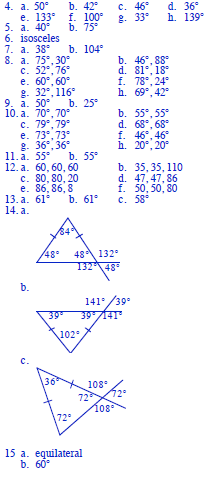 4. a. 50° b. 42° c. 46° d. 36°
e. 133° f. 100° g. 33° h. 139°
5. a. 40° b. 75°
6. isosceles
7. a. 38° b. 104°
8. a. 75°, 30° b. 46°, 88°
c. 52°, 76° d. 81°, 18°
e. 60°, 60° f. 78°, 24°
g. 32°, 116° h. 69°, 42°
9. a. 50° b. 25°
10. a. 70°, 70° b. 55°, 55°
c. 79°, 79° d. 68°, 68°
e. 73°, 73° f. 46°, 46°
g. 36°, 36° h. 20°, 20°
11. a. 55° b. 55°
12. a. 60, 60, 60 b. 35, 35, 110
c. 80, 80, 20 d. 47, 47, 86
e. 86, 86, 8 f. 50, 50, 80
13. a. 61° b. 61° c. 58°
14. a.
84°
48° 48° 132°
132° 48°
b.
141° 39°
39° 39° 141°
102°
c.
36° 108°
72° 72°
108°
72°
15 a. equilateral
b. 60°